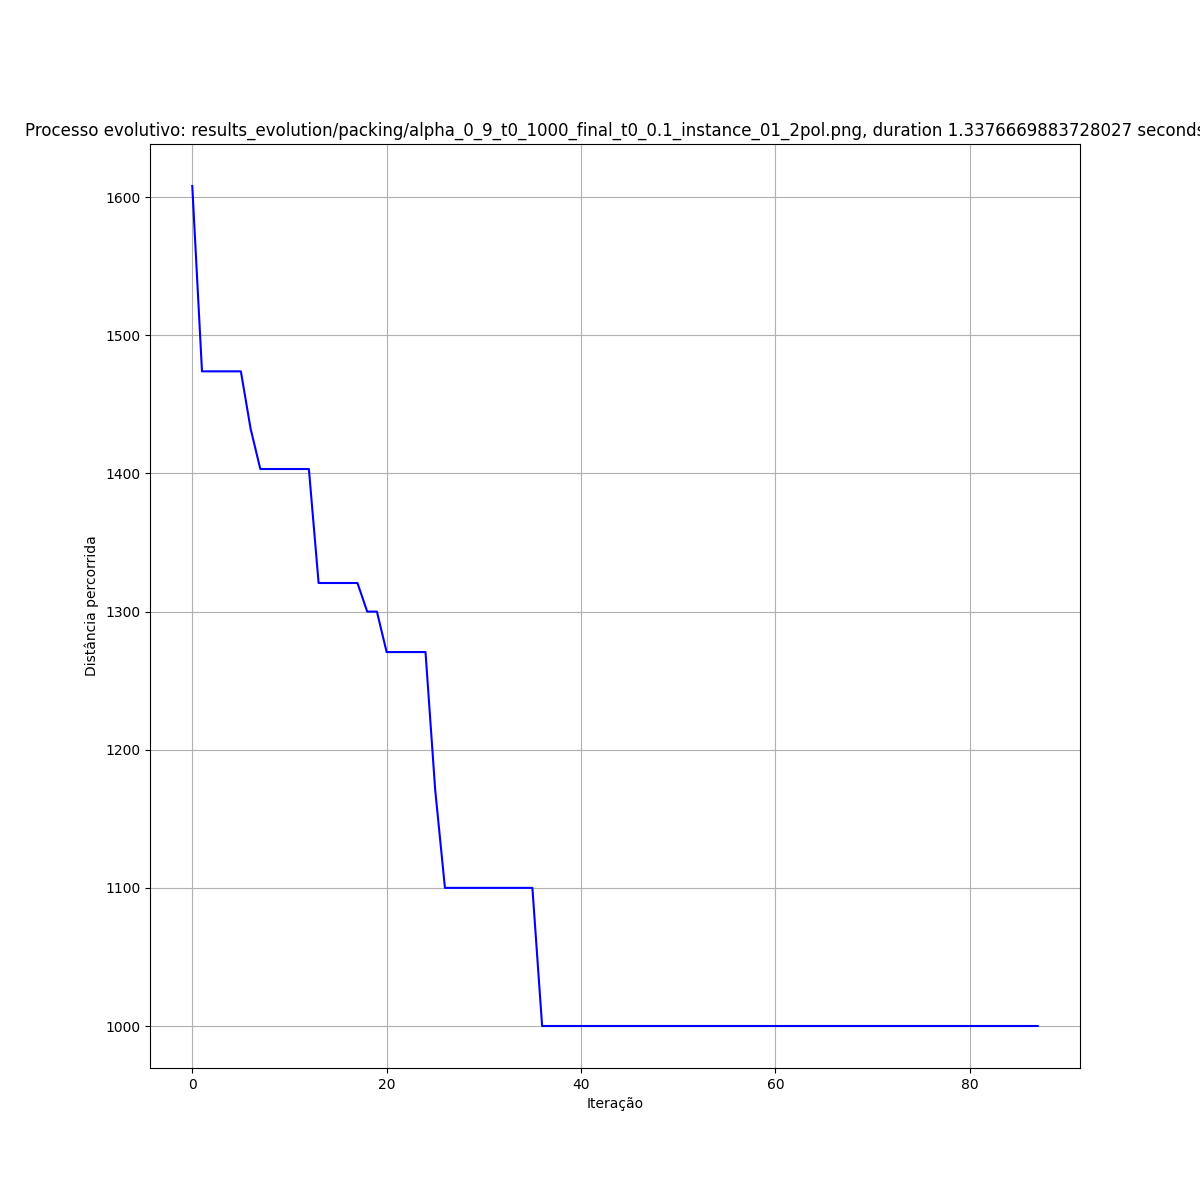 Processo evolutivo: results_evolution/packing/alpha_0_9_t0_1000_final_t0_0.1_instance_01_2pol.png, duration 1.3376669883728027 seconds
1600
1500
1400
1300
1200
1100
1000
Distância percorrida
0 20 40 60 80
Iteração